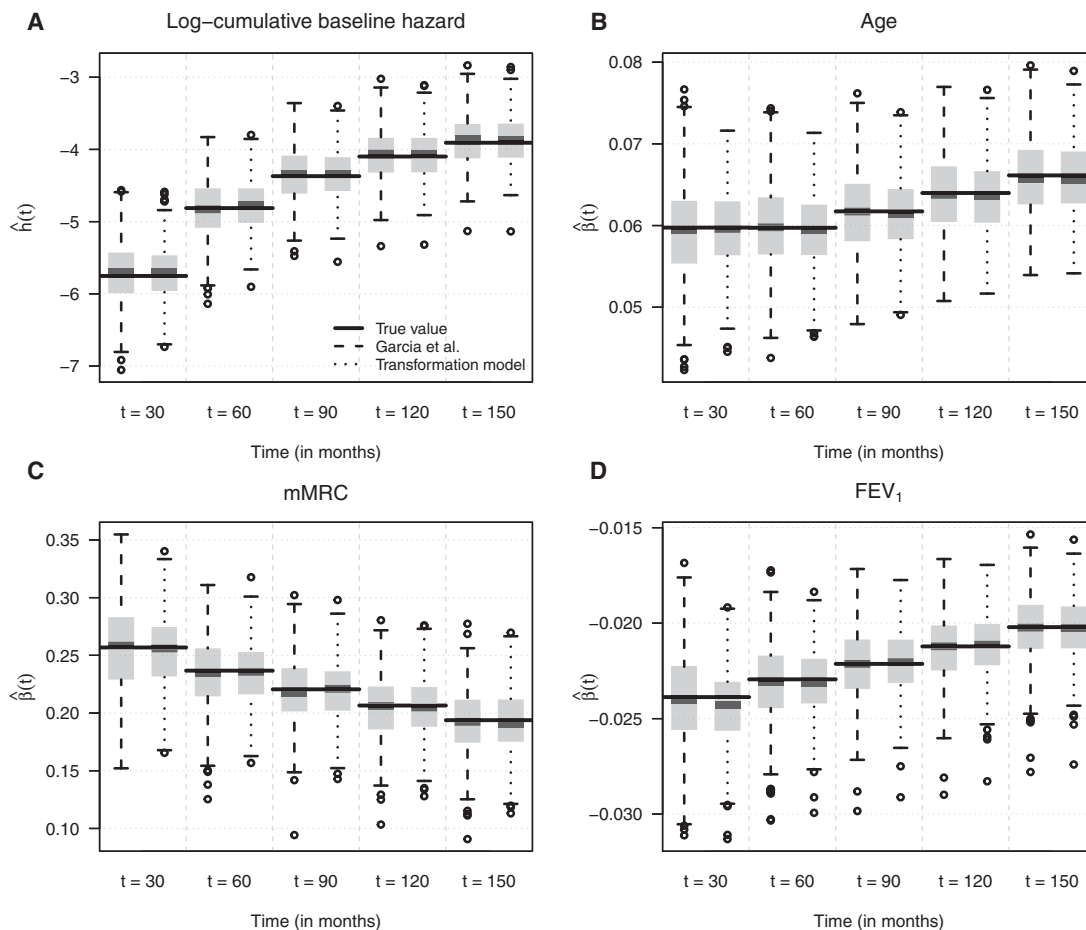 A Log−cumulative baseline hazard
−3
−4
−5
−6
−7
ĥ(t)
True value
Garcia et al.
Transformation model
t = 30 t = 60 t = 90 t = 120 t = 150
Time (in months)
B Age
0.08
0.07
0.06
0.05
β̂(t)
t = 30 t = 60 t = 90 t = 120 t = 150
Time (in months)
C mMRC
0.35
0.30
0.25
0.20
0.15
0.10
β̂(t)
t = 30 t = 60 t = 90 t = 120 t = 150
Time (in months)
D FEV₁
−0.015
−0.020
−0.025
−0.030
β̂(t)
t = 30 t = 60 t = 90 t = 120 t = 150
Time (in months)